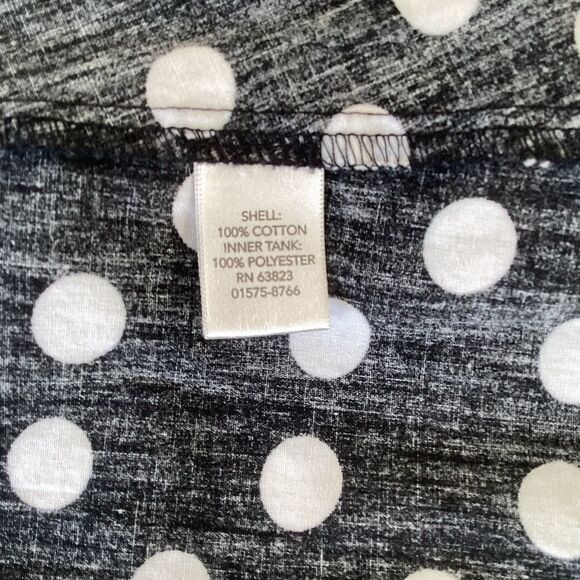 SHELL:
100% COTTON
INNER TANK:
100% POLYESTER
RN 63823
01575-8766